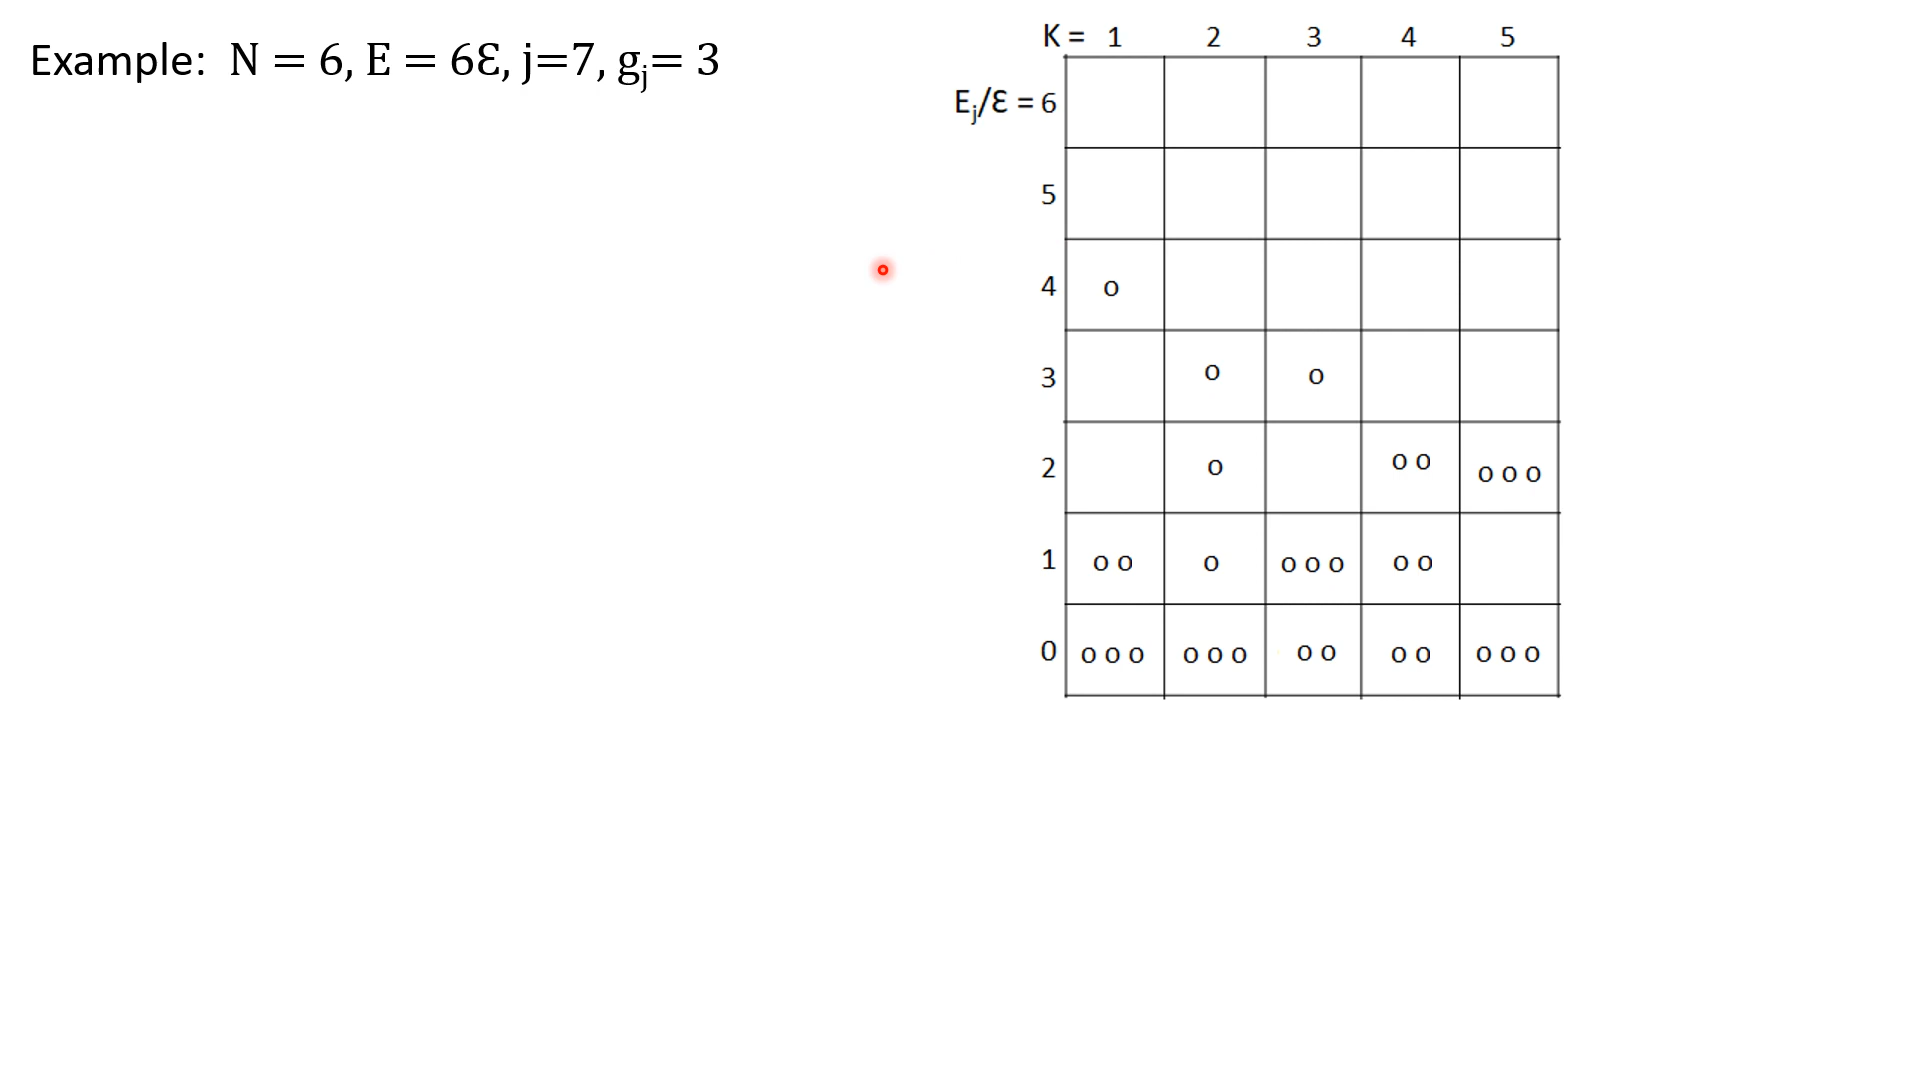 Example: N = 6, E = 6Ɛ, j=7, gj= 3
K = 1 2 3 4 5
Ej/Ɛ = 6
5
4 o
3 o o
2 o o o o o o
1 o o o o o o o o
0 o o o o o o o o o o o o o